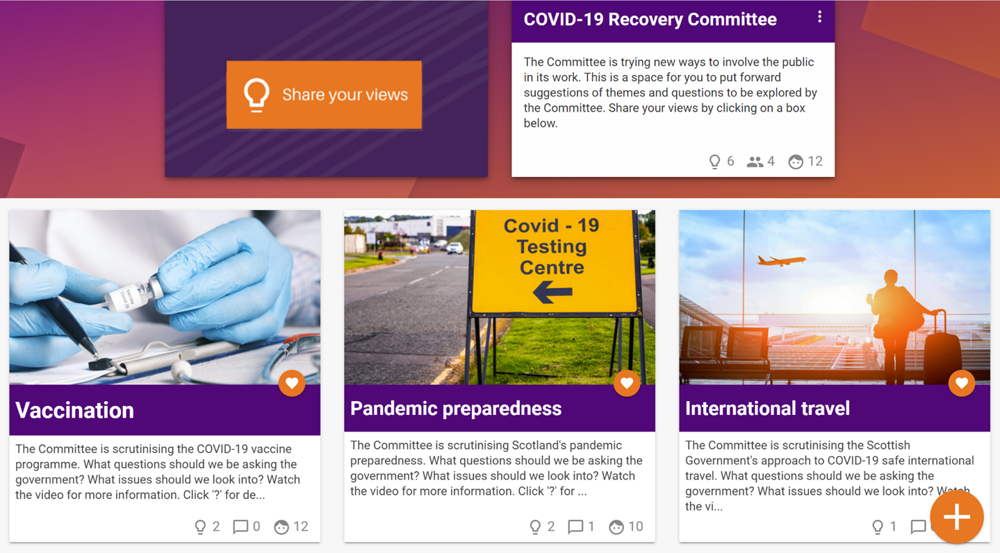 COVID-19 Recovery Committee
Share your views
The Committee is trying new ways to involve the public
in its work. This is a space for you to put forward
suggestions of themes and questions to be explored by
the Committee. Share your views by clicking on a box
below.
6 4 12
Vaccine
Covid-19
Covid - 19
Testing
Centre
Vaccination
The Committee is scrutinising the COVID-19 vaccine
programme. What questions should we be asking the
government? What issues should we look into? Watch
the video for more information. Click '?' for de...
2 0 12
Pandemic preparedness
The Committee is scrutinising Scotland's pandemic
preparedness. What questions should we be asking the
government? What issues should we look into? Watch
the video for more information. Click '?' for ...
2 1 10
International travel
The Committee is scrutinising the Scottish
Government's approach to COVID-19 safe international
travel. What questions should we be asking the
government? What issues should we look into? Watch
the vi...
1